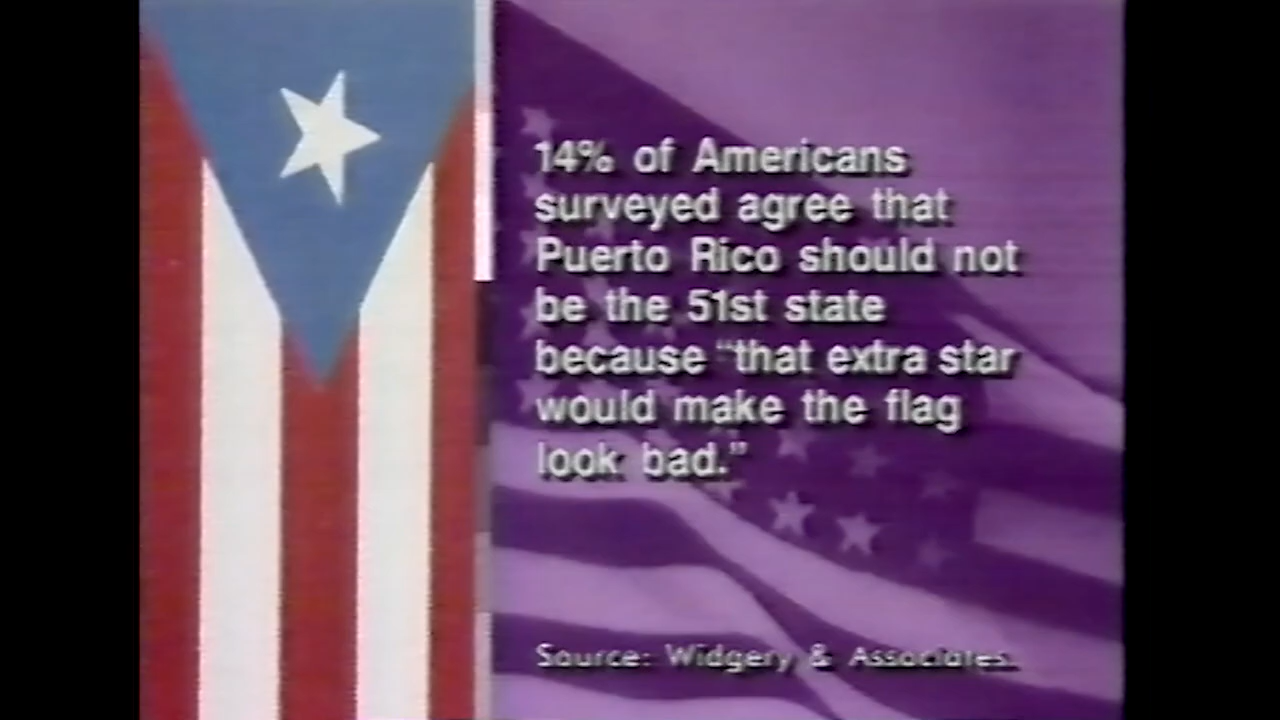 14% of Americans
surveyed agree that
Puerto Rico should not
be the 51st state
because “that extra star
would make the flag
look bad.”
Source: Widgery & Associates.